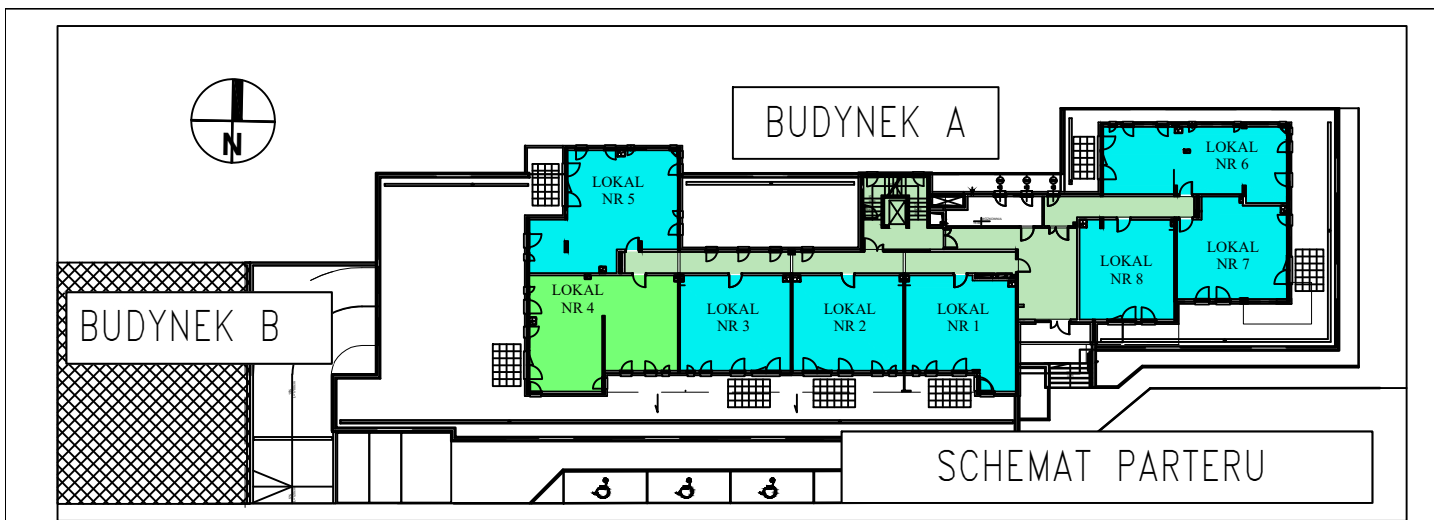 BUDYNEK A
N
LOKAL
NR 6
LOKAL
NR 5
LOKAL
NR 7
LOKAL
NR 8
LOKAL
NR 4
BUDYNEK B
LOKAL
NR 3
LOKAL
NR 2
LOKAL
NR 1
SCHEMAT PARTERU